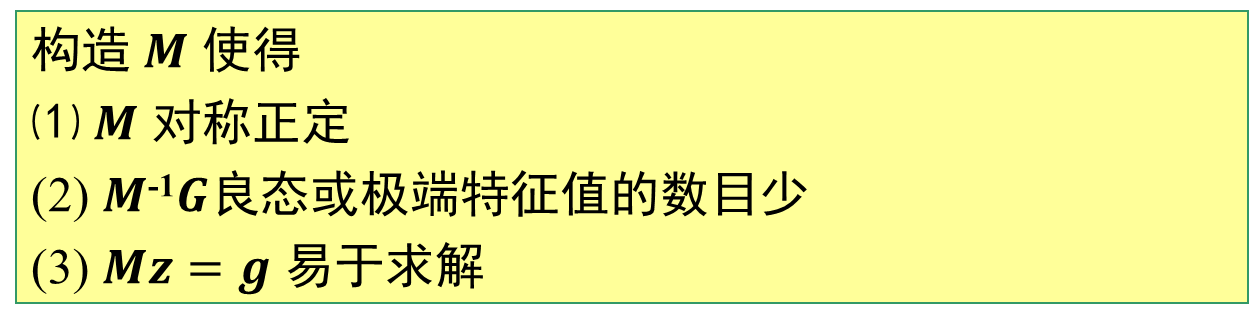 构造 M 使得
(1) M 对称正定
(2) M⁻¹G良态或极端特征值的数目少
(3) Mz = g 易于求解